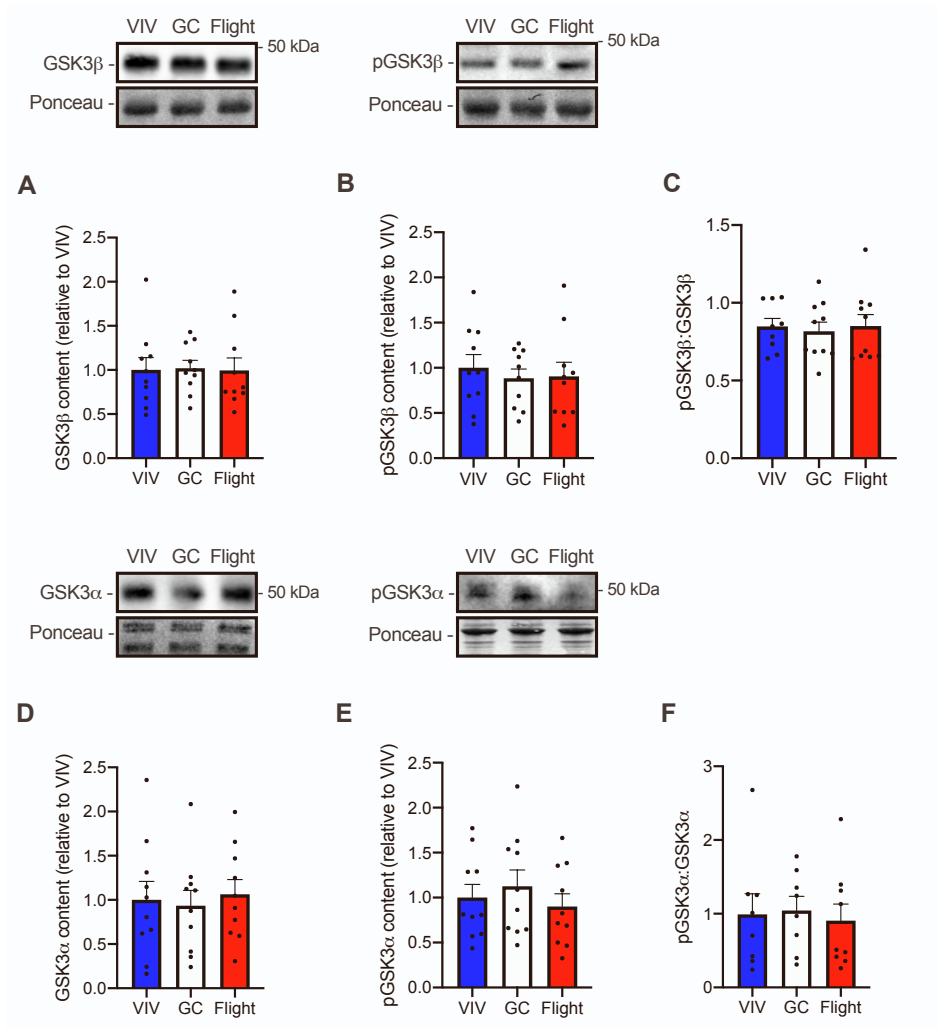 VIV GC Flight
- 50 kDa
GSK3β -
Ponceau -
VIV GC Flight
- 50 kDa
pGSK3β -
Ponceau -
A
GSK3β content (relative to VIV)
2.5
2.0
1.5
1.0
0.5
0.0
VIV GC Flight
B
pGSK3β content (relative to VIV)
2.5
2.0
1.5
1.0
0.5
0.0
VIV GC Flight
C
pGSK3β:GSK3β
1.5
1.0
0.5
0.0
VIV GC Flight
VIV GC Flight
GSK3α -
- 50 kDa
Ponceau -
VIV GC Flight
pGSK3α -
- 50 kDa
Ponceau -
D
GSK3α content (relative to VIV)
2.5
2.0
1.5
1.0
0.5
0.0
VIV GC Flight
E
pGSK3α content (relative to VIV)
2.5
2.0
1.5
1.0
0.5
0.0
VIV GC Flight
F
pGSK3α:GSK3α
3
2
1
0
VIV GC Flight